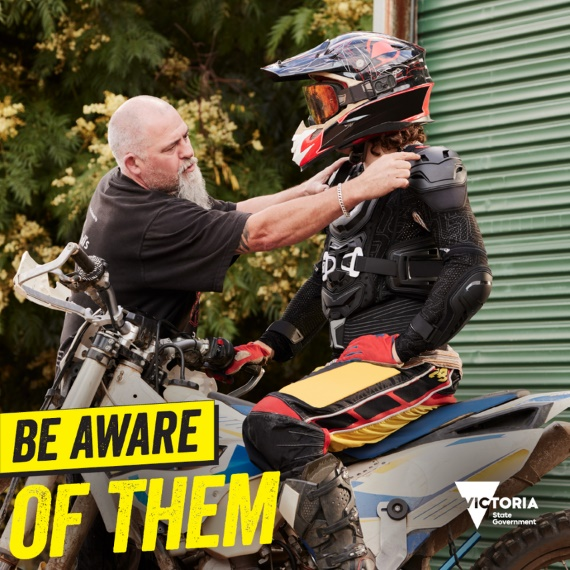 BE AWARE
OF THEM
VICTORIA
State
Government